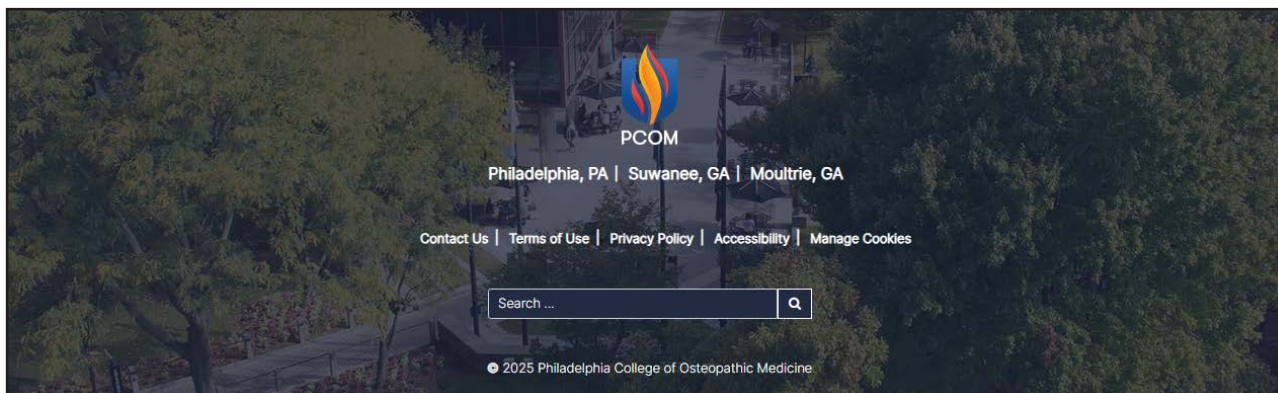 PCOM
Philadelphia, PA | Suwanee, GA | Moultrie, GA
Contact Us | Terms of Use | Privacy Policy | Accessibility | Manage Cookies
Search ...
© 2025 Philadelphia College of Osteopathic Medicine